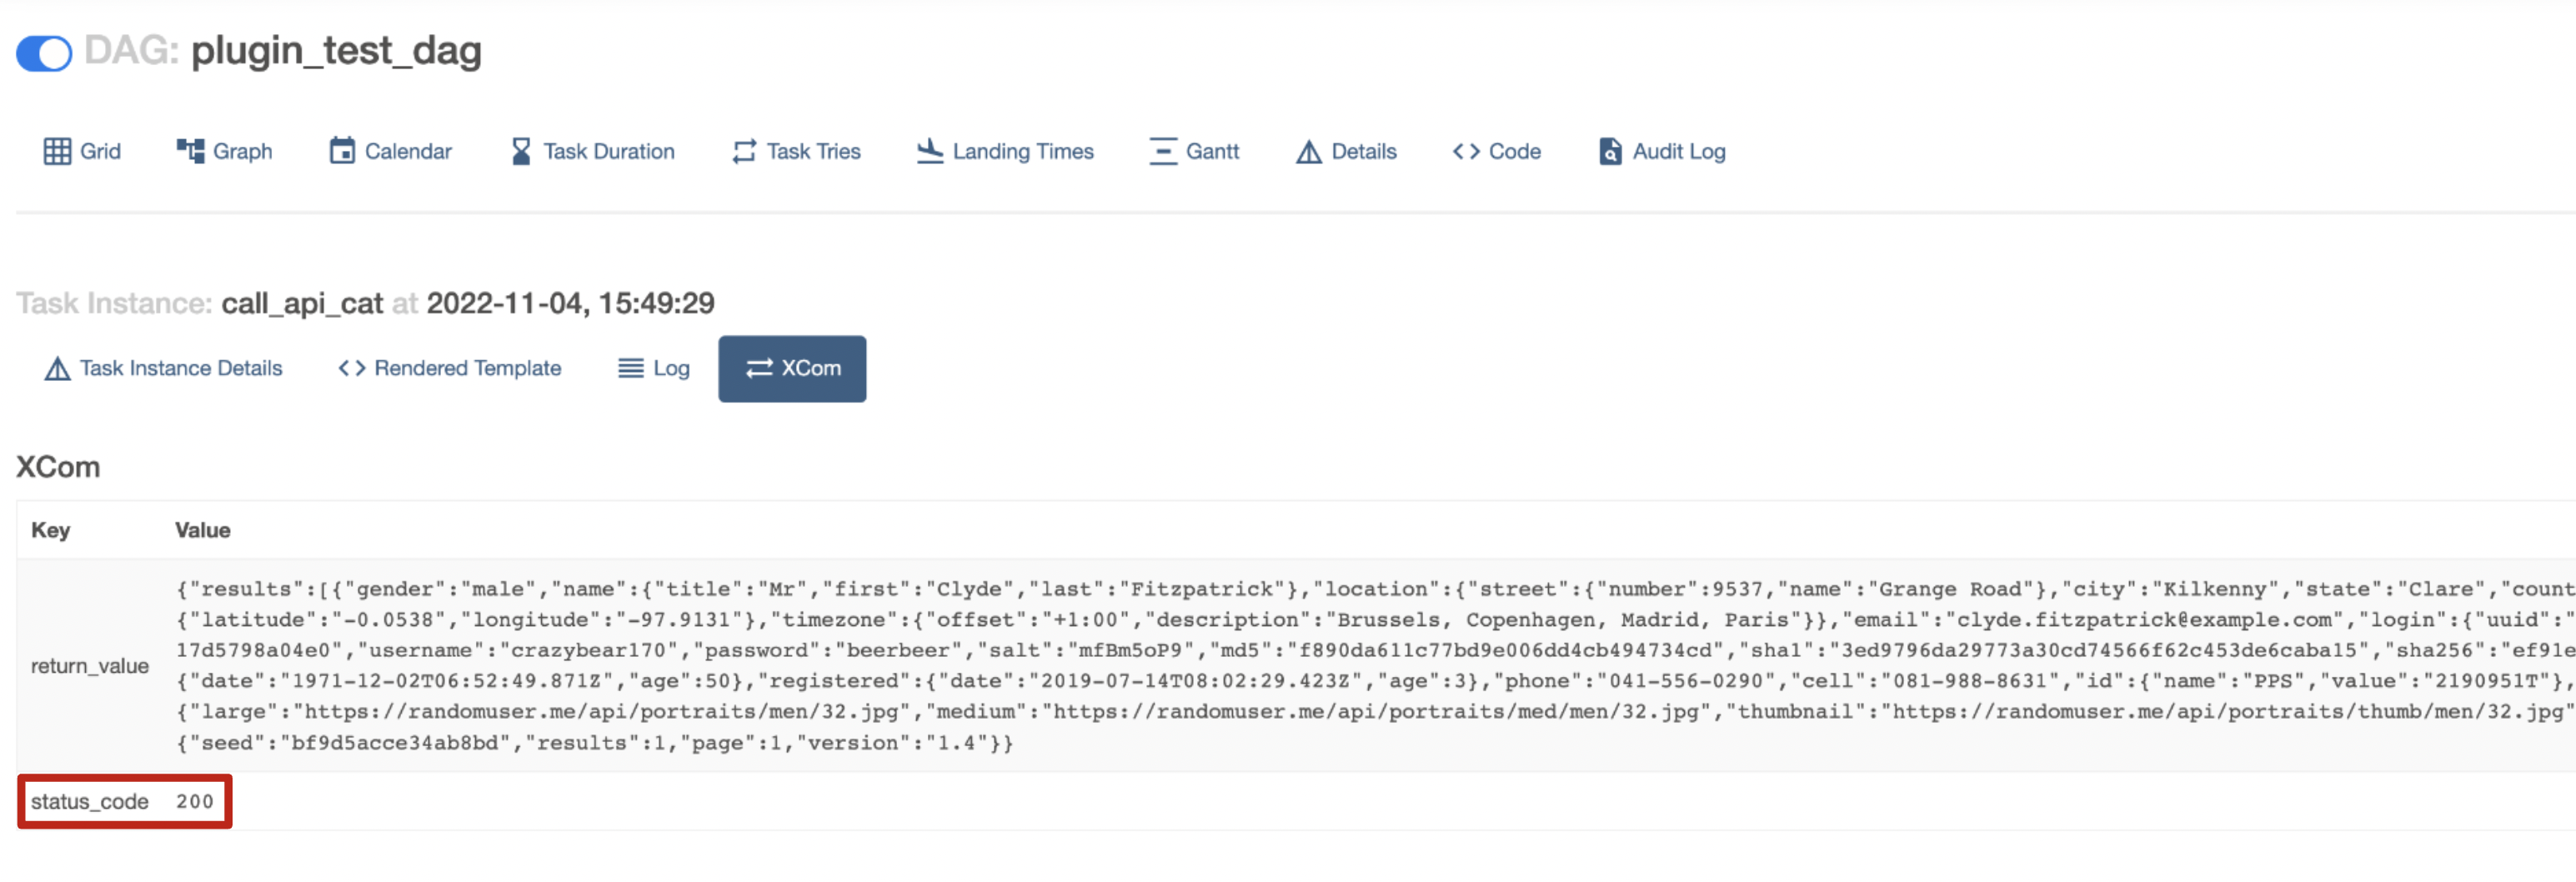 DAG: plugin_test_dag
Grid Graph Calendar Task Duration Task Tries Landing Times Gantt Details Code Audit Log
Task Instance: call_api_cat at 2022-11-04, 15:49:29
Task Instance Details Rendered Template Log XCom
XCom
Key Value
{"results":[{"gender":"male","name":{"title":"Mr","first":"Clyde","last":"Fitzpatrick"},"location":{"street":{"number":9537,"name":"Grange Road"},"city":"Kilkenny","state":"Clare","count
{"latitude":"-0.0538","longitude":"-97.9131"},"timezone":{"offset":"+1:00","description":"Brussels, Copenhagen, Madrid, Paris"}},"email":"clyde.fitzpatrick@example.com","login":{"uuid":"
17d5798a04e0","username":"crazybear170","password":"beerbeer","salt":"mfBm5oP9","md5":"f890da611c77bd9e006dd4cb494734cd","sha1":"3ed9796da29773a30cd74566f62c453de6caba15","sha256":"ef91e
return_value
{"date":"1971-12-02T06:52:49.871Z","age":50},"registered":{"date":"2019-07-14T08:02:29.423Z","age":3},"phone":"041-556-0290","cell":"081-988-8631","id":{"name":"PPS","value":"2190951T"},
{"large":"https://randomuser.me/api/portraits/men/32.jpg","medium":"https://randomuser.me/api/portraits/med/men/32.jpg","thumbnail":"https://randomuser.me/api/portraits/thumb/men/32.jpg"
{"seed":"bf9d5acce34ab8bd","results":1,"page":1,"version":"1.4"}}
status_code 200